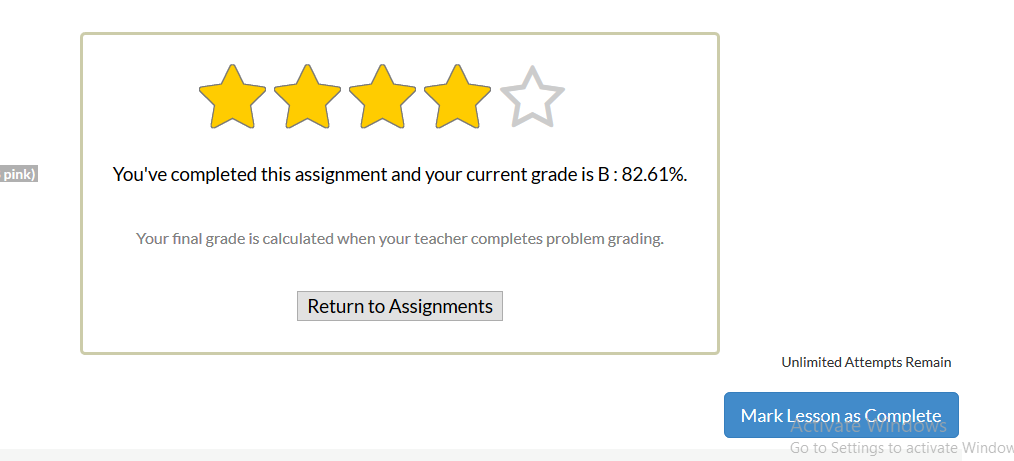 pink)
You've completed this assignment and your current grade is B : 82.61%.
Your final grade is calculated when your teacher completes problem grading.
Return to Assignments
Unlimited Attempts Remain
Mark Lesson as Complete
Activate Windows
Go to Settings to activate Window